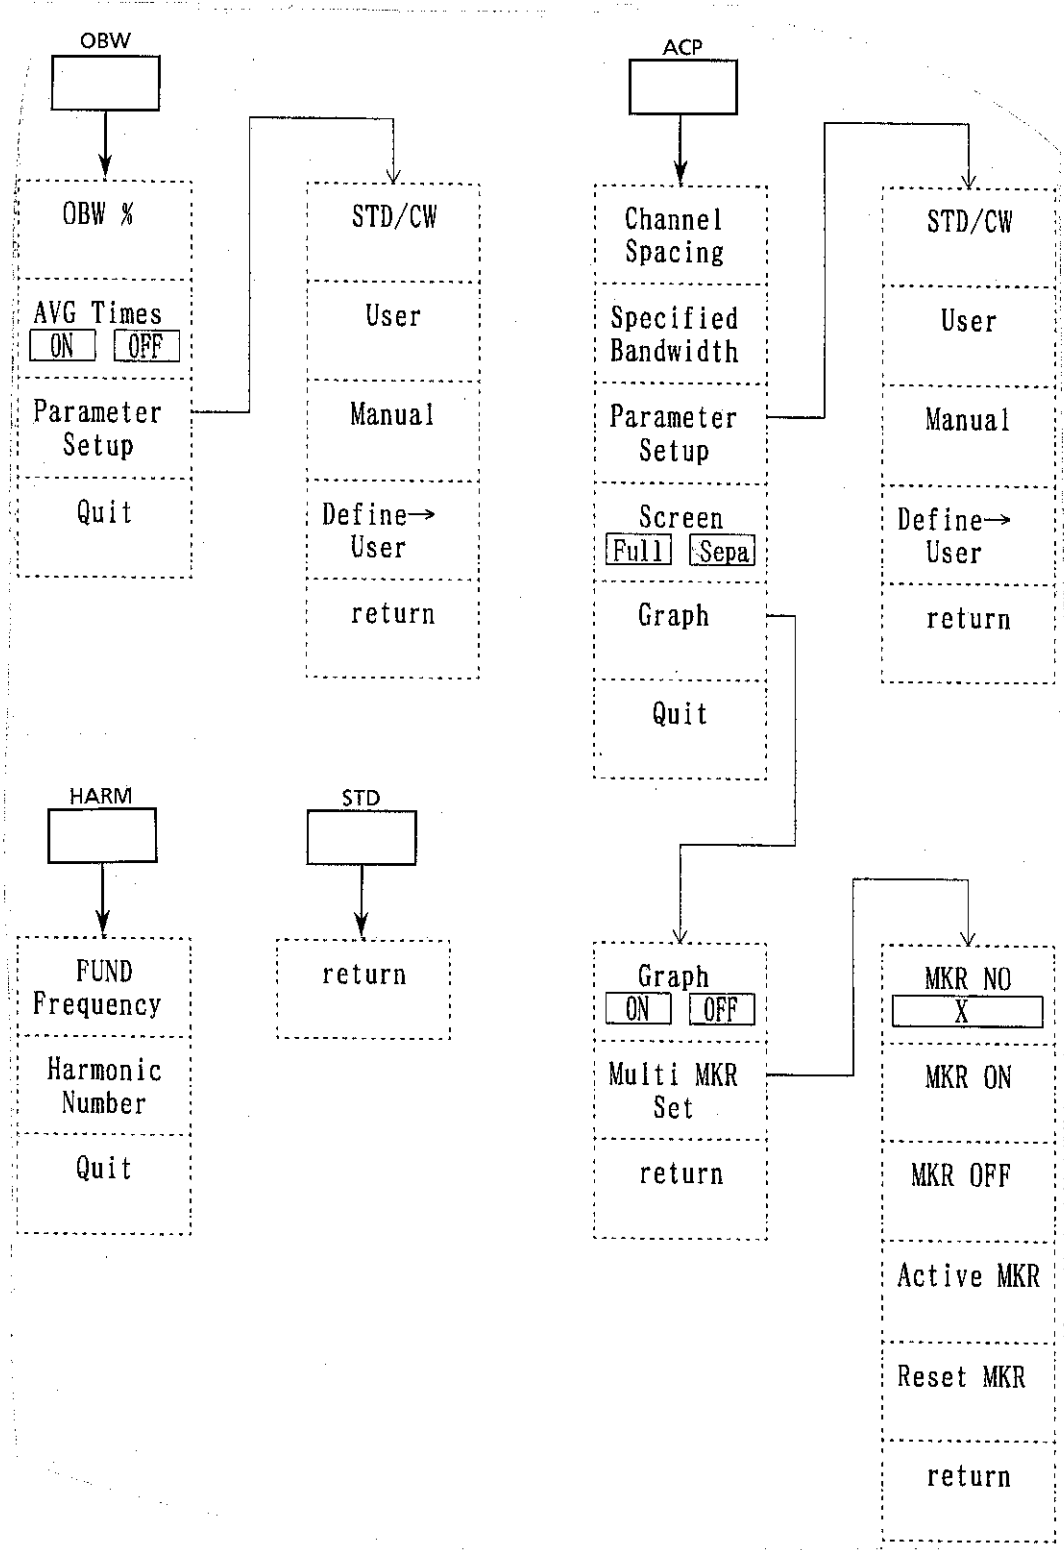 OBW
OBW %
AVG Times
ON OFF
Parameter
Setup
Quit
STD/CW
User
Manual
Define→
User
return
ACP
Channel
Spacing
Specified
Bandwidth
Parameter
Setup
Screen
Full Sepa
Graph
Quit
STD/CW
User
Manual
Define→
User
return
HARM
FUND
Frequency
Harmonic
Number
Quit
STD
return
Graph
ON OFF
Multi MKR
Set
return
MKR NO
X
MKR ON
MKR OFF
Active MKR
Reset MKR
return